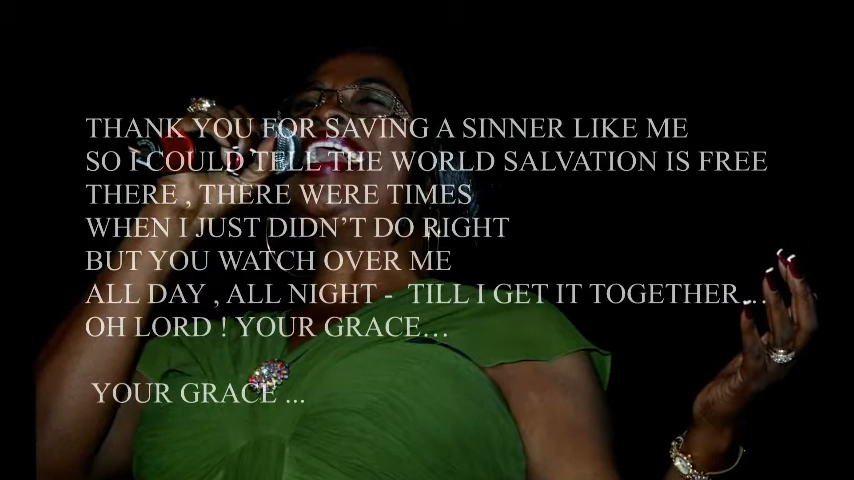 THANK YOU FOR SAVING A SINNER LIKE ME
SO I COULD TELL THE WORLD SALVATION IS FREE
THERE , THERE WERE TIMES
WHEN I JUST DIDN'T DO RIGHT
BUT YOU WATCH OVER ME
ALL DAY , ALL NIGHT - TILL I GET IT TOGETHER...
OH LORD ! YOUR GRACE...
YOUR GRACE ...